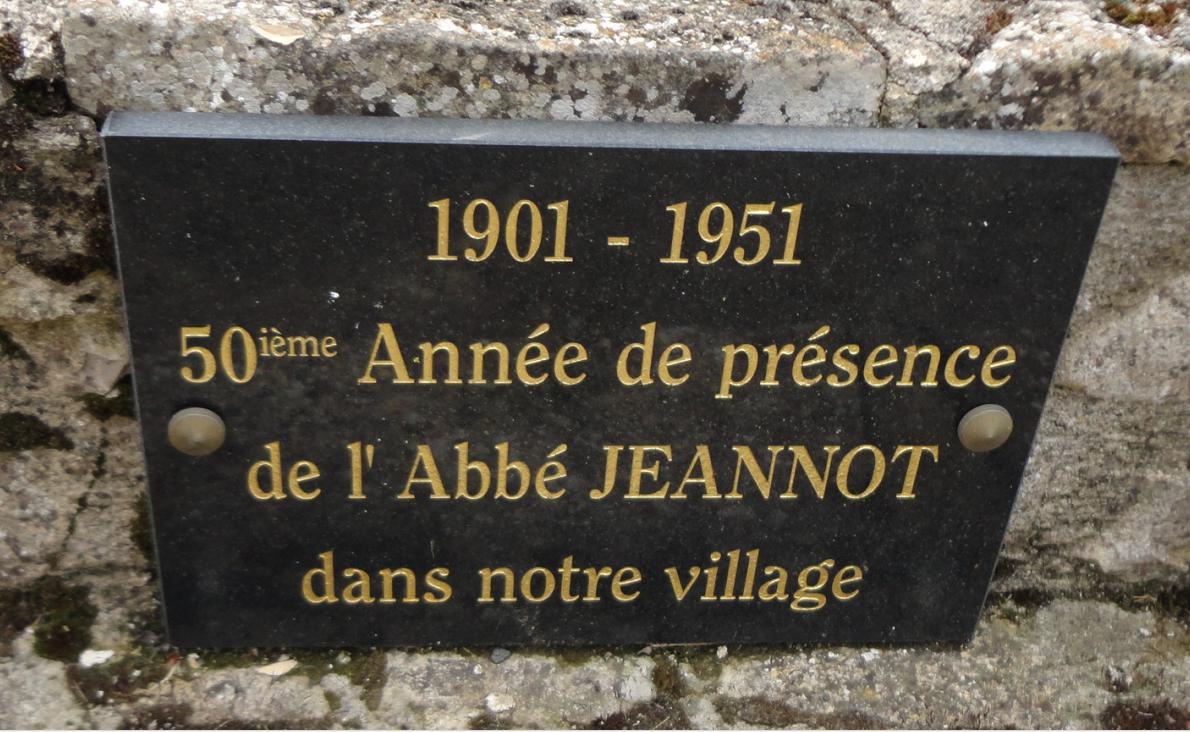 1901 - 1951
50ième Année de présence
de l' Abbé JEANNOT
dans notre village